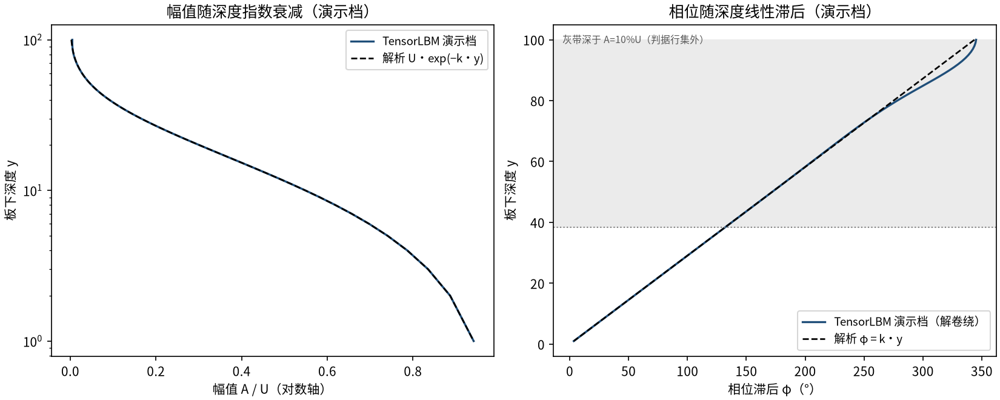 幅值随深度指数衰减（演示档）
10²
10¹
10⁰
板下深度 y
TensorLBM 演示档
解析 U·exp(−k·y)
0.0 0.2 0.4 0.6 0.8
幅值 A / U（对数轴）
相位随深度线性滞后（演示档）
灰带深于 A=10%U（判据行集外）
100
80
60
40
20
0
板下深度 y
TensorLBM 演示档（解卷绕）
解析 φ = k·y
0 50 100 150 200 250 300 350
相位滞后 φ（°）